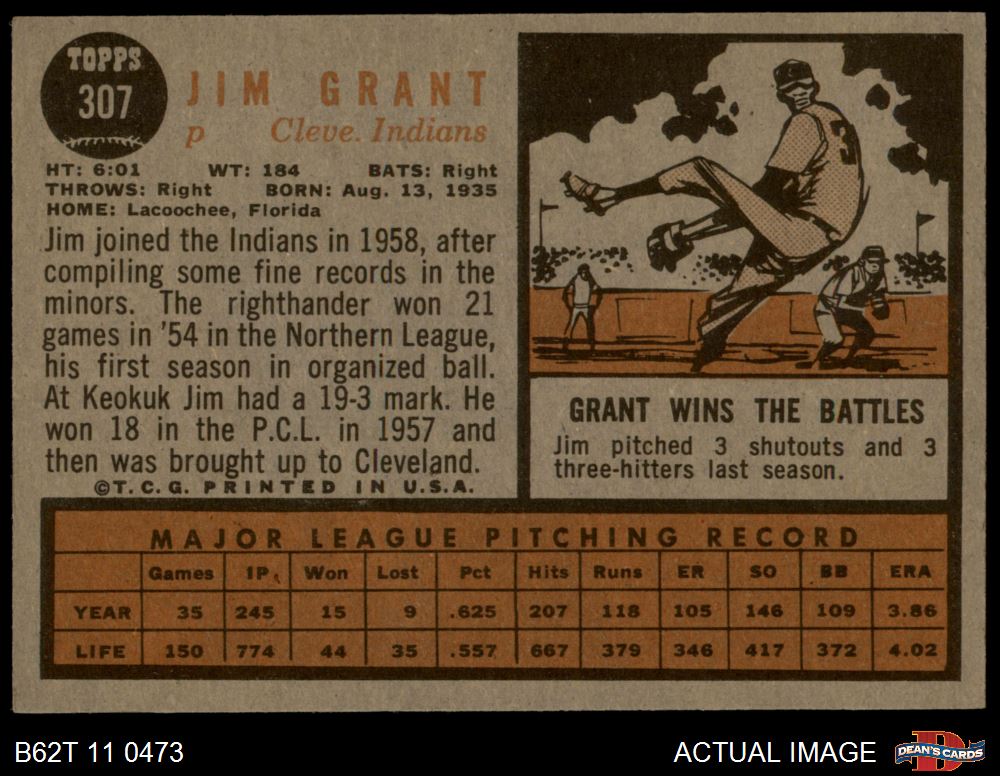 TOPPS
307
JIM GRANT
p Cleve. Indians
HT: 6:01 WT: 184 BATS: Right
THROWS: Right BORN: Aug. 13, 1935
HOME: Lacoochee, Florida
Jim joined the Indians in 1958, after
compiling some fine records in the
minors. The righthander won 21
games in '54 in the Northern League,
his first season in organized ball.
At Keokuk Jim had a 19-3 mark. He
won 18 in the P.C.L. in 1957 and
then was brought up to Cleveland.
©T.C.G. PRINTED IN U.S.A.
3
GRANT WINS THE BATTLES
Jim pitched 3 shutouts and 3
three-hitters last season.
MAJOR LEAGUE PITCHING RECORD
Games IP Won Lost Pct Hits Runs ER SO BB ERA
YEAR 35 245 15 9 .625 207 118 105 146 109 3.86
LIFE 150 774 44 35 .557 667 379 346 417 372 4.02
B62T 11 0473
ACTUAL IMAGE
D
DEAN'S CARDS